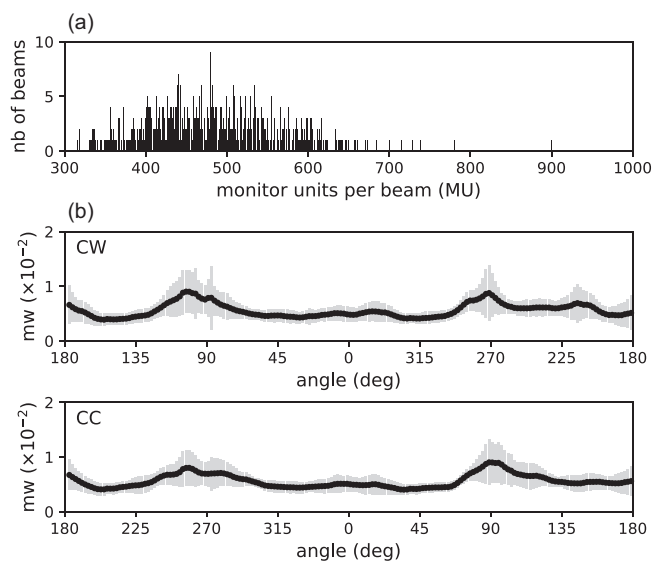 (a)
nb of beams
10
5
0
300 400 500 600 700 800 900 1000
monitor units per beam (MU)
(b)
CW
mw (×10⁻²)
2
1
0
180 135 90 45 0 315 270 225 180
angle (deg)
CC
mw (×10⁻²)
2
1
0
180 225 270 315 0 45 90 135 180
angle (deg)